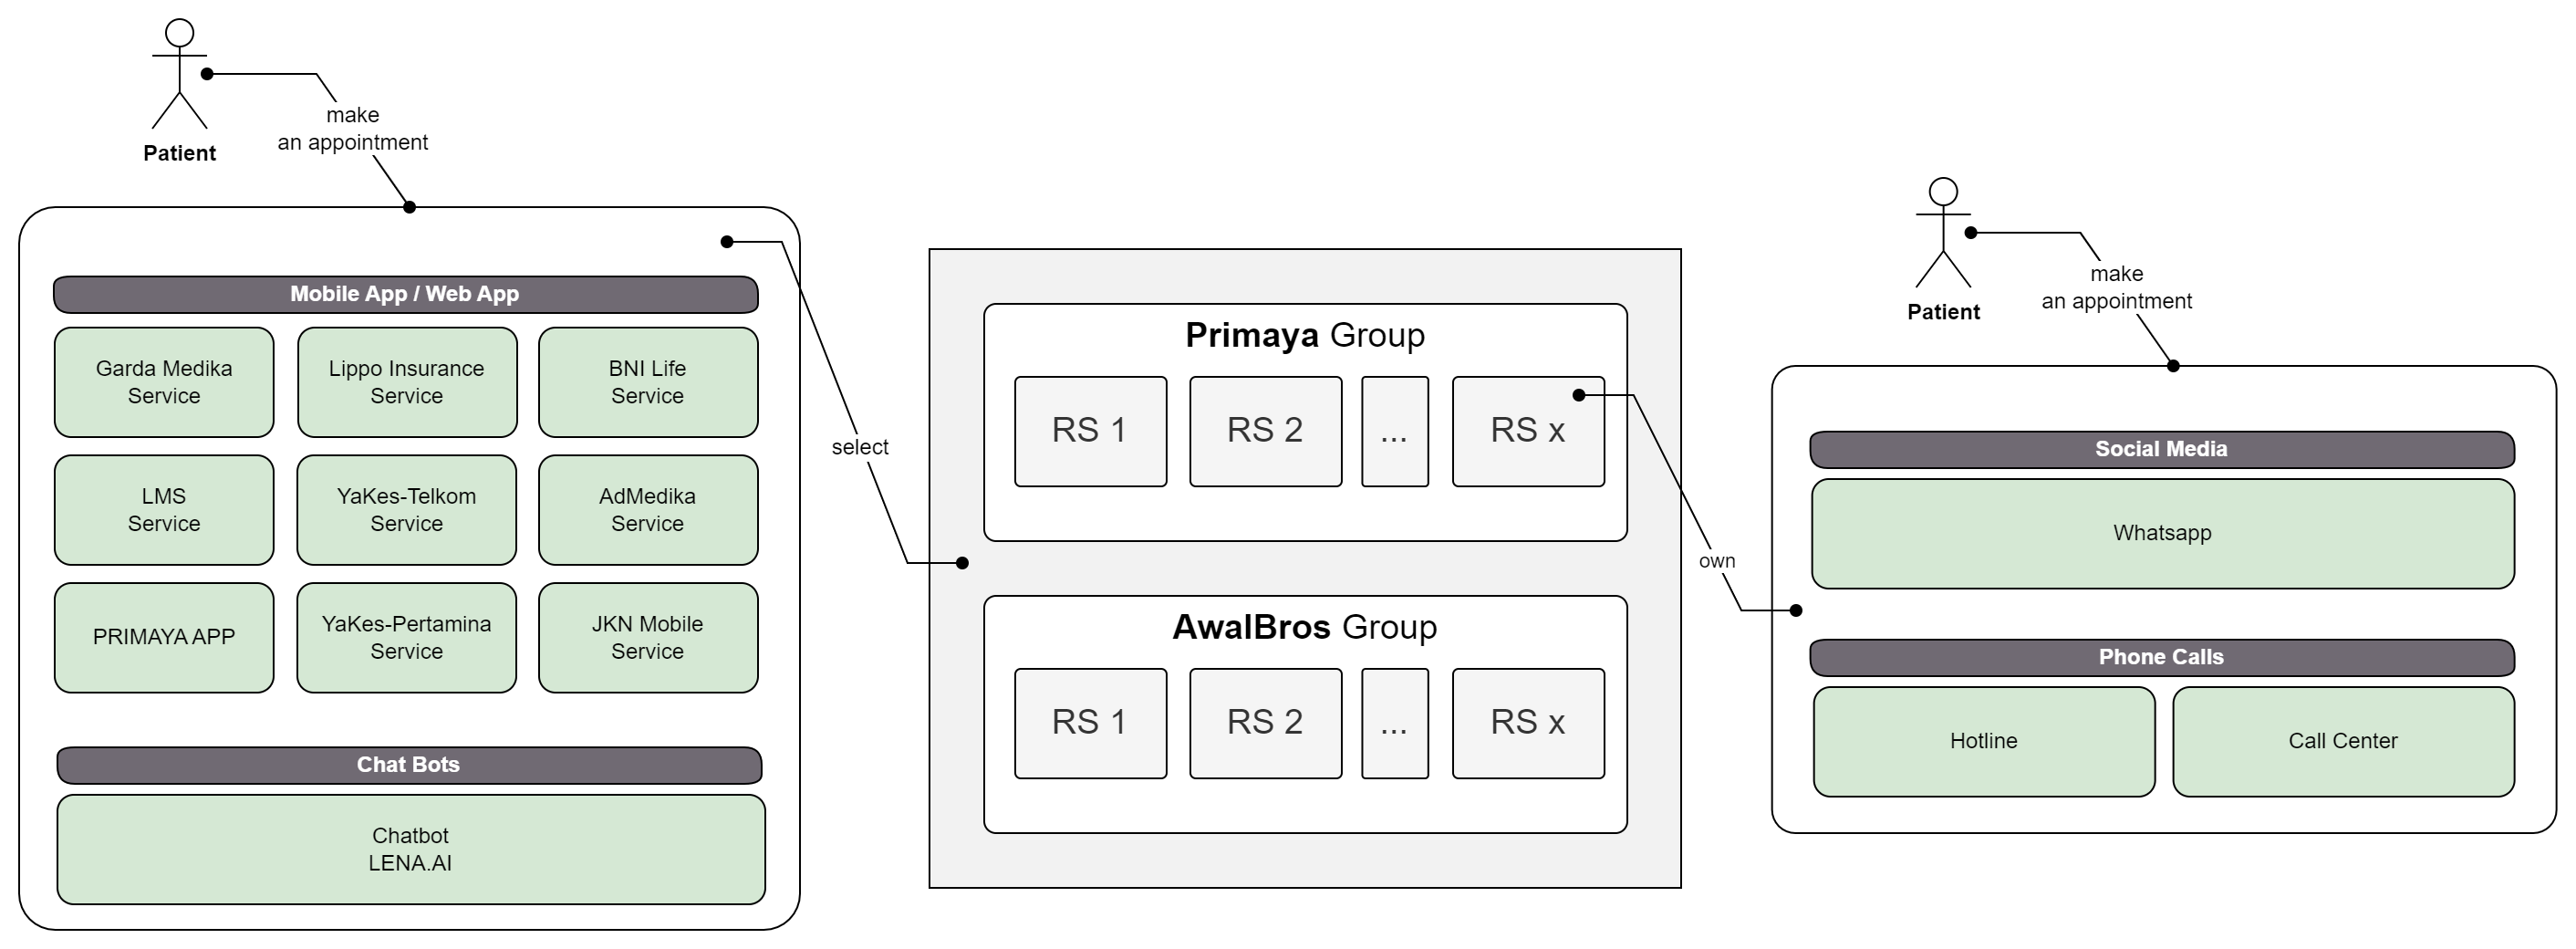 Patient
make
an appointment
Mobile App / Web App
Garda Medika
Service
Lippo Insurance
Service
BNI Life
Service
LMS
Service
YaKes-Telkom
Service
AdMedika
Service
PRIMAYA APP
YaKes-Pertamina
Service
JKN Mobile
Service
Chat Bots
Chatbot
LENA.AI
select
Primaya Group
RS 1
RS 2
...
RS x
AwalBros Group
RS 1
RS 2
...
RS x
own
Patient
make
an appointment
Social Media
Whatsapp
Phone Calls
Hotline
Call Center